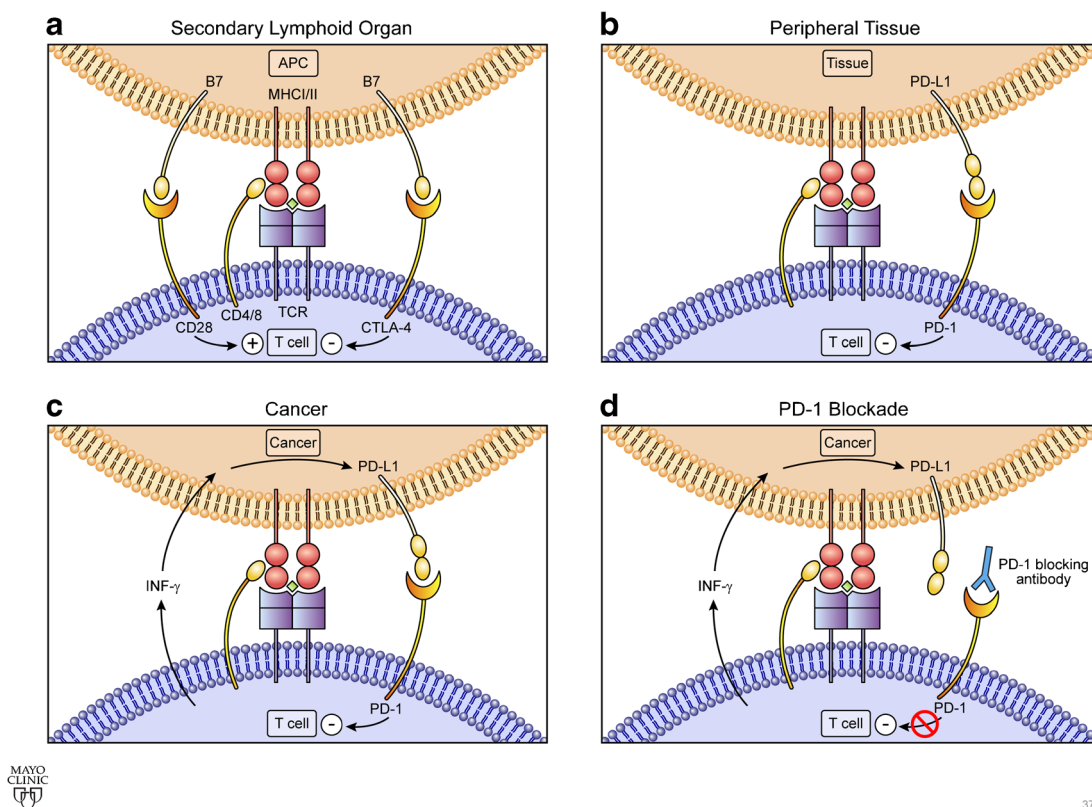 a
Secondary Lymphoid Organ
APC
B7
MHCI/II
B7
CD28
CD4/8
TCR
CTLA-4
+
T cell
-
b
Peripheral Tissue
Tissue
PD-L1
PD-1
T cell
-
c
Cancer
Cancer
PD-L1
INF-γ
PD-1
T cell
-
d
PD-1 Blockade
Cancer
PD-L1
PD-1 blocking
antibody
INF-γ
PD-1
T cell
-
MAYO
CLINIC